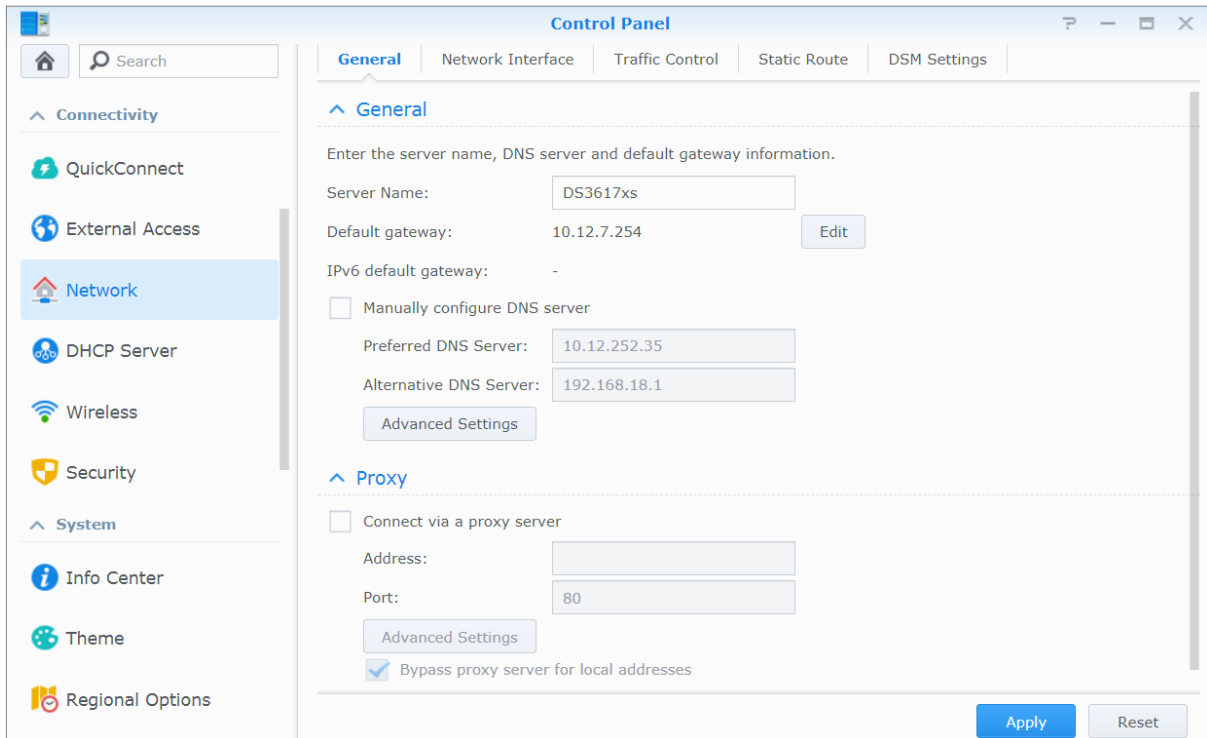 Control Panel
Search
General Network Interface Traffic Control Static Route DSM Settings
Connectivity
QuickConnect
External Access
Network
DHCP Server
Wireless
Security
System
Info Center
Theme
Regional Options
General
Enter the server name, DNS server and default gateway information.
Server Name: DS3617xs
Default gateway: 10.12.7.254 Edit
IPv6 default gateway: -
Manually configure DNS server
Preferred DNS Server: 10.12.252.35
Alternative DNS Server: 192.168.18.1
Advanced Settings
Proxy
Connect via a proxy server
Address:
Port: 80
Advanced Settings
Bypass proxy server for local addresses
Apply Reset